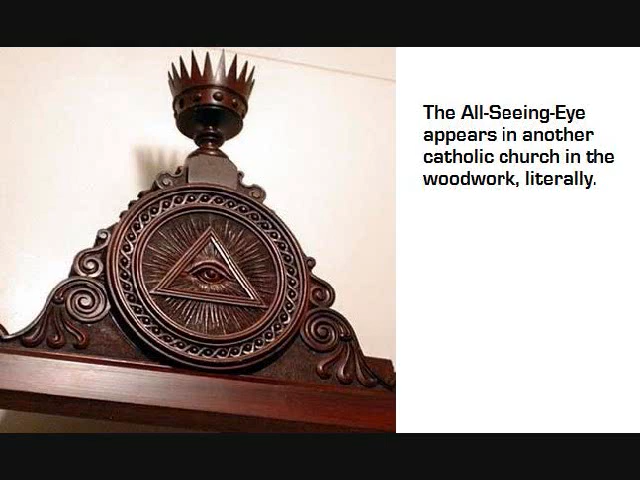 The All-Seeing-Eye
appears in another
catholic church in the
woodwork, literally.